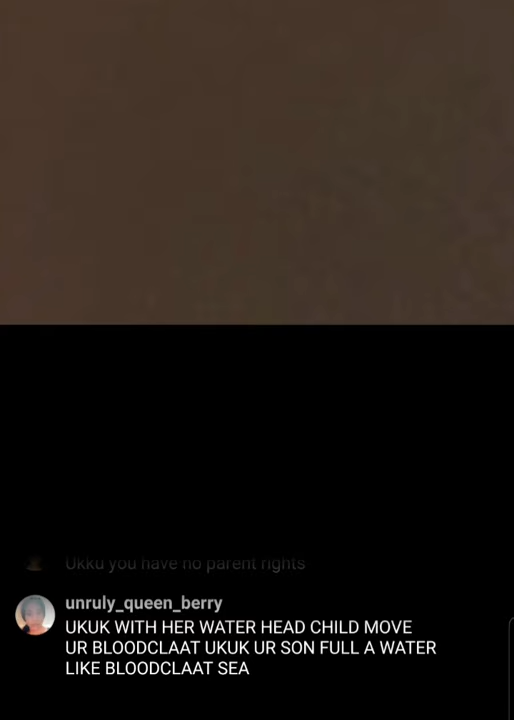 Ukku you have no parent rights
unruly_queen_berry
UKUK WITH HER WATER HEAD CHILD MOVE
UR BLOODCLAAT UKUK UR SON FULL A WATER
LIKE BLOODCLAAT SEA